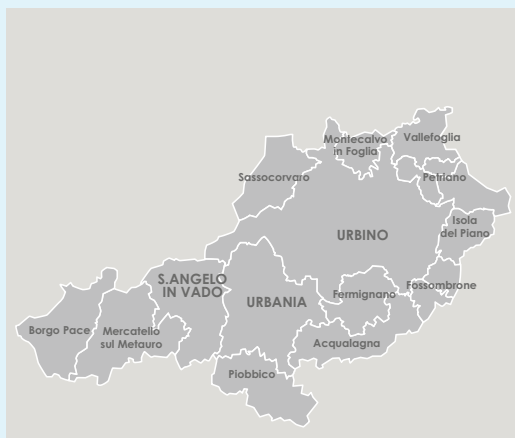 Montecalvo
in Foglia
Vallefoglia
Sassocorvaro
Petriano
Isola
del Piano
URBINO
S.ANGELO
IN VADO
URBANIA
Fermignano
Fossombrone
Borgo Pace
Mercatello
sul Metauro
Acqualagna
Piobbico